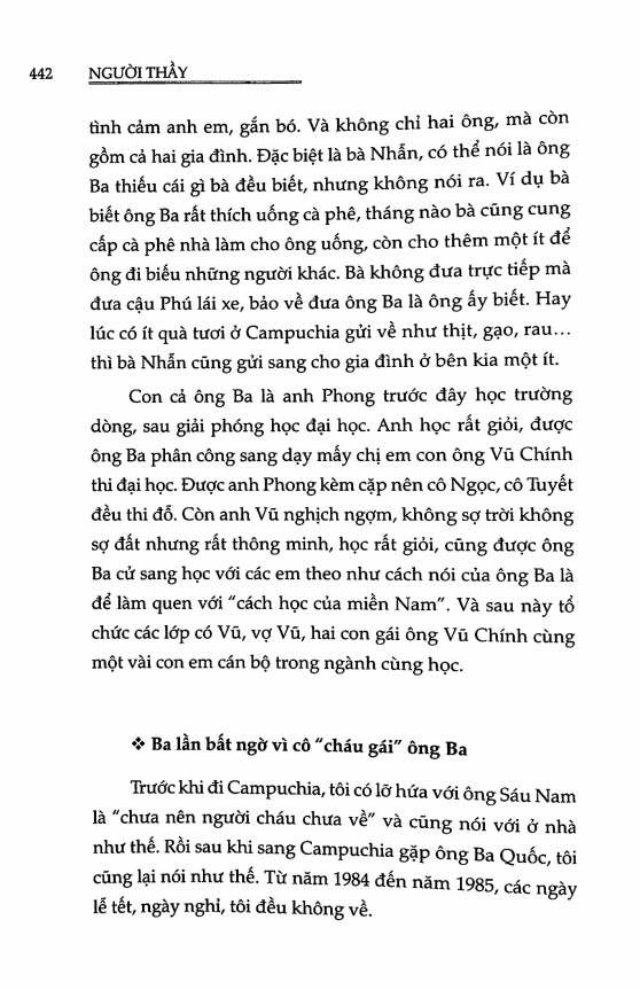 442 NGƯỜI THẦY
tình cảm anh em, gắn bó. Và không chỉ hai ông, mà còn
gồm cả hai gia đình. Đặc biệt là bà Nhẫn, có thể nói là ông
Ba thiếu cái gì bà đều biết, nhưng không nói ra. Ví dụ bà
biết ông Ba rất thích uống cà phê, tháng nào bà cũng cung
cấp cà phê nhà làm cho ông uống, còn cho thêm một ít để
ông đi biếu những người khác. Bà không đưa trực tiếp mà
đưa cậu Phú lái xe, bảo về đưa ông Ba là ông ấy biết. Hay
lúc có ít quà tươi ở Campuchia gửi về như thịt, gạo, rau...
thì bà Nhẫn cũng gửi sang cho gia đình ở bên kia một ít.
Con cả ông Ba là anh Phong trước đây học trường
dòng, sau giải phóng học đại học. Anh học rất giỏi, được
ông Ba phân công sang dạy mấy chị em con ông Vũ Chính
thi đại học. Được anh Phong kèm cặp nên cô Ngọc, cô Tuyết
đều thi đỗ. Còn anh Vũ nghịch ngợm, không sợ trời không
sợ đất nhưng rất thông minh, học rất giỏi, cũng được ông
Ba cử sang học với các em theo như cách nói của ông Ba là
để làm quen với "cách học của miền Nam". Và sau này tổ
chức các lớp có Vũ, vợ Vũ, hai con gái ông Vũ Chính cùng
một vài con em cán bộ trong ngành cùng học.
❖ Ba lần bất ngờ vì cô "cháu gái" ông Ba
Trước khi đi Campuchia, tôi có lỡ hứa với ông Sáu Nam
là "chưa nên người cháu chưa về" và cũng nói với ở nhà
như thế. Rồi sau khi sang Campuchia gặp ông Ba Quốc, tôi
cũng lại nói như thế. Từ năm 1984 đến năm 1985, các ngày
lễ tết, ngày nghỉ, tôi đều không về.